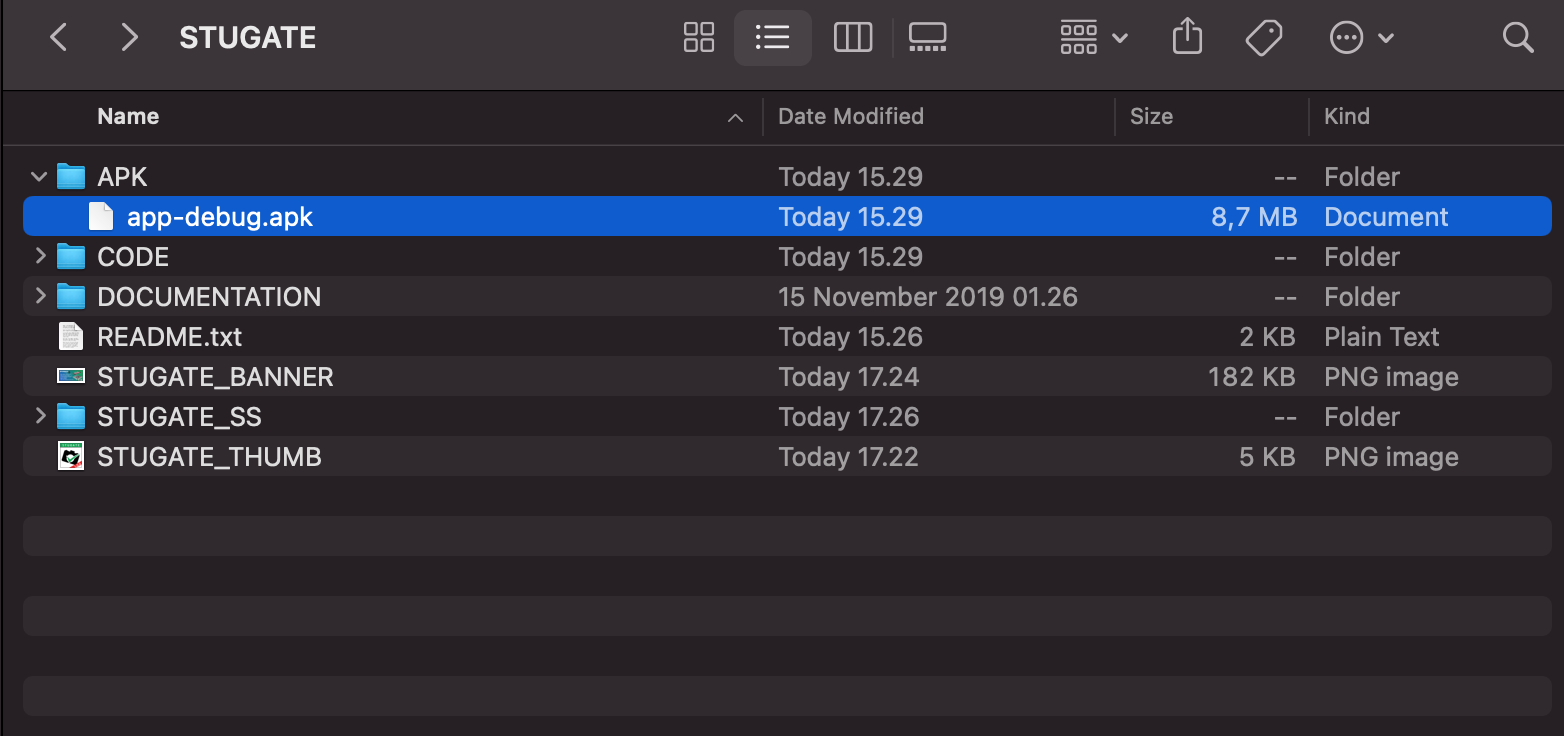 STUGATE
Name Date Modified Size Kind
APK Today 15.29 -- Folder
app-debug.apk Today 15.29 8,7 MB Document
CODE Today 15.29 -- Folder
DOCUMENTATION 15 November 2019 01.26 -- Folder
README.txt Today 15.26 2 KB Plain Text
STUGATE_BANNER Today 17.24 182 KB PNG image
STUGATE_SS Today 17.26 -- Folder
STUGATE_THUMB Today 17.22 5 KB PNG image